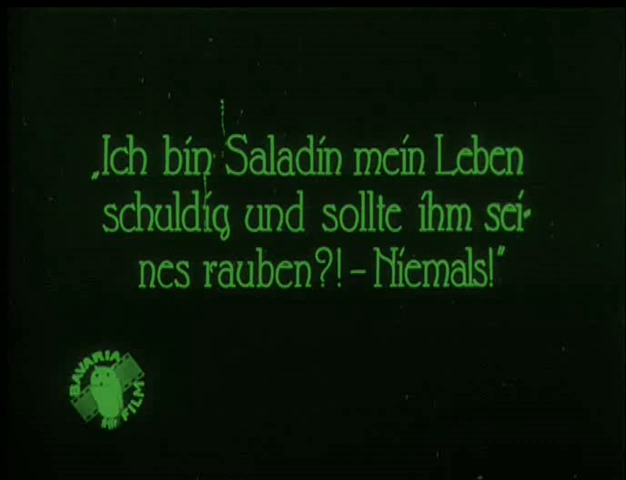 „Ich bin Saladin mein Leben
schuldig und sollte ihm sei-
nes rauben?! – Niemals!"
BAVARIA
FILM